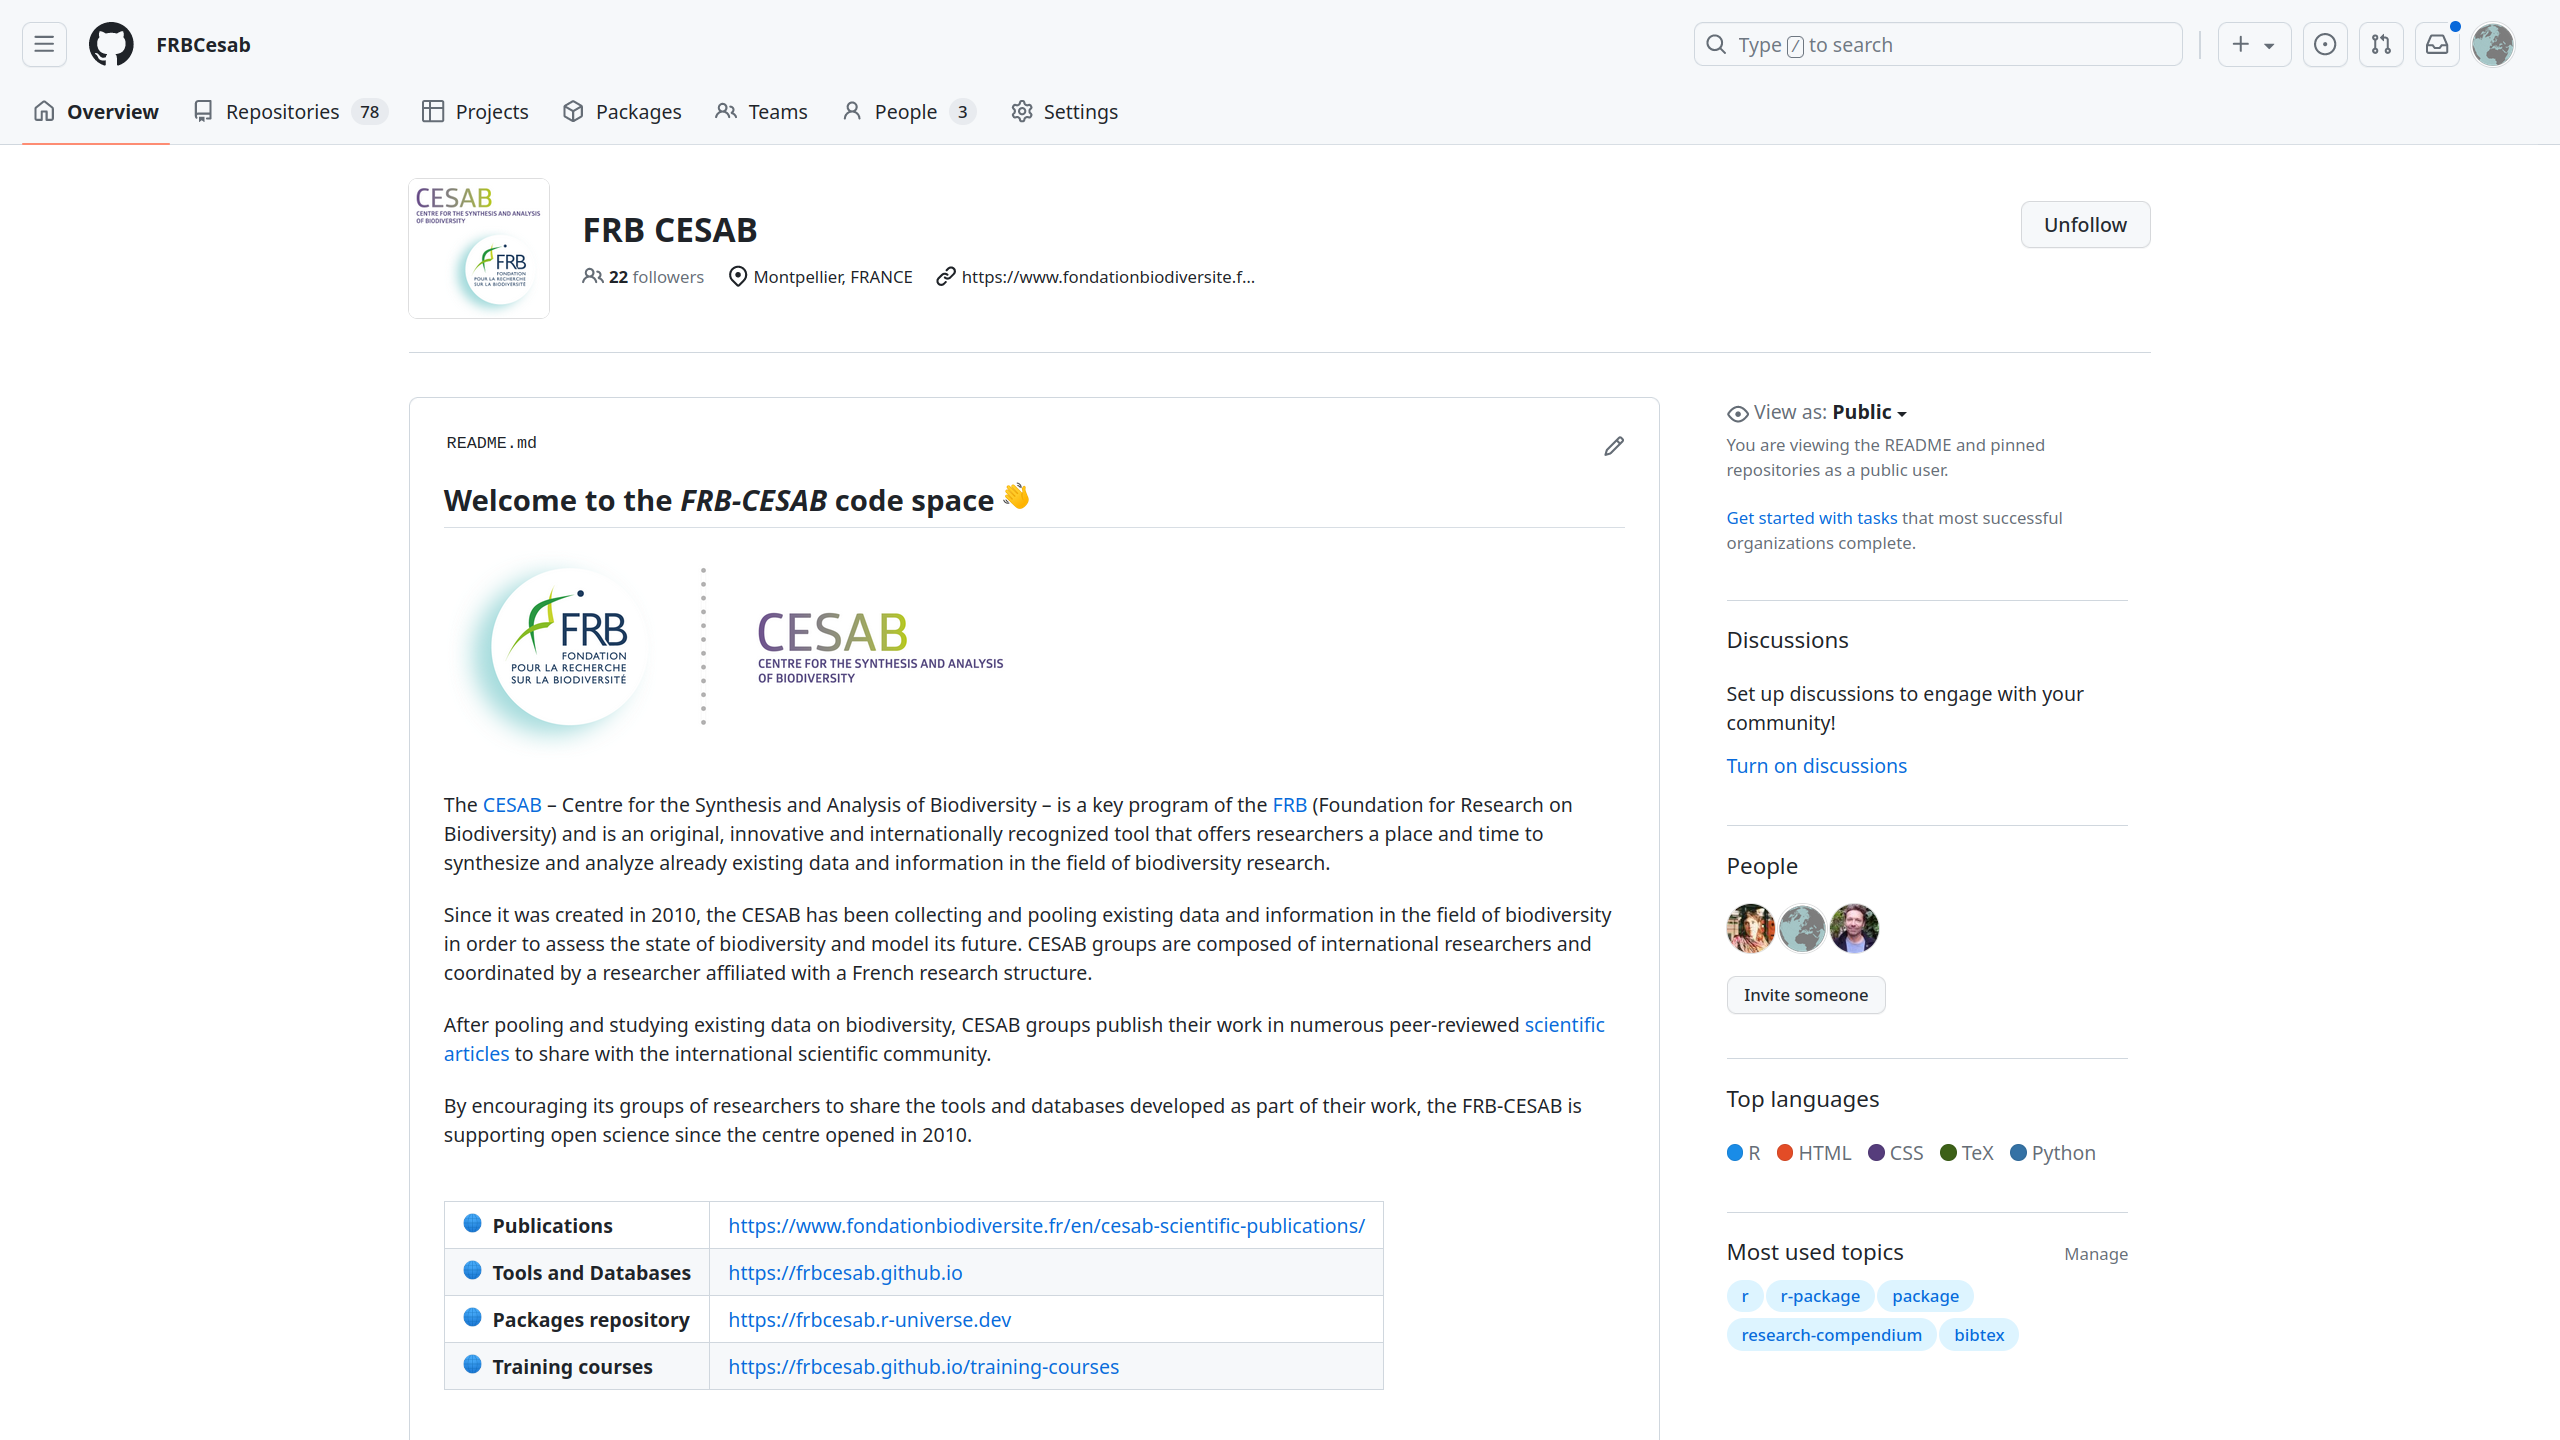 FRBCesab
Type / to search
Overview
Repositories 78
Projects
Packages
Teams
People 3
Settings
CESAB
CENTRE FOR THE SYNTHESIS AND ANALYSIS
OF BIODIVERSITY
FRB
FONDATION
POUR LA RECHERCHE
SUR LA BIODIVERSITÉ
FRB CESAB
22 followers
Montpellier, FRANCE
https://www.fondationbiodiversite.f...
Unfollow
README.md
Welcome to the FRB-CESAB code space 👋
FRB
FONDATION
POUR LA RECHERCHE
SUR LA BIODIVERSITÉ
CESAB
CENTRE FOR THE SYNTHESIS AND ANALYSIS
OF BIODIVERSITY
The CESAB – Centre for the Synthesis and Analysis of Biodiversity – is a key program of the FRB (Foundation for Research on
Biodiversity) and is an original, innovative and internationally recognized tool that offers researchers a place and time to
synthesize and analyze already existing data and information in the field of biodiversity research.
Since it was created in 2010, the CESAB has been collecting and pooling existing data and information in the field of biodiversity
in order to assess the state of biodiversity and model its future. CESAB groups are composed of international researchers and
coordinated by a researcher affiliated with a French research structure.
After pooling and studying existing data on biodiversity, CESAB groups publish their work in numerous peer-reviewed scientific
articles to share with the international scientific community.
By encouraging its groups of researchers to share the tools and databases developed as part of their work, the FRB-CESAB is
supporting open science since the centre opened in 2010.
Publications https://www.fondationbiodiversite.fr/en/cesab-scientific-publications/
Tools and Databases https://frbcesab.github.io
Packages repository https://frbcesab.r-universe.dev
Training courses https://frbcesab.github.io/training-courses
View as: Public
You are viewing the README and pinned
repositories as a public user.
Get started with tasks that most successful
organizations complete.
Discussions
Set up discussions to engage with your
community!
Turn on discussions
People
Invite someone
Top languages
R HTML CSS TeX Python
Most used topics Manage
r r-package package
research-compendium bibtex